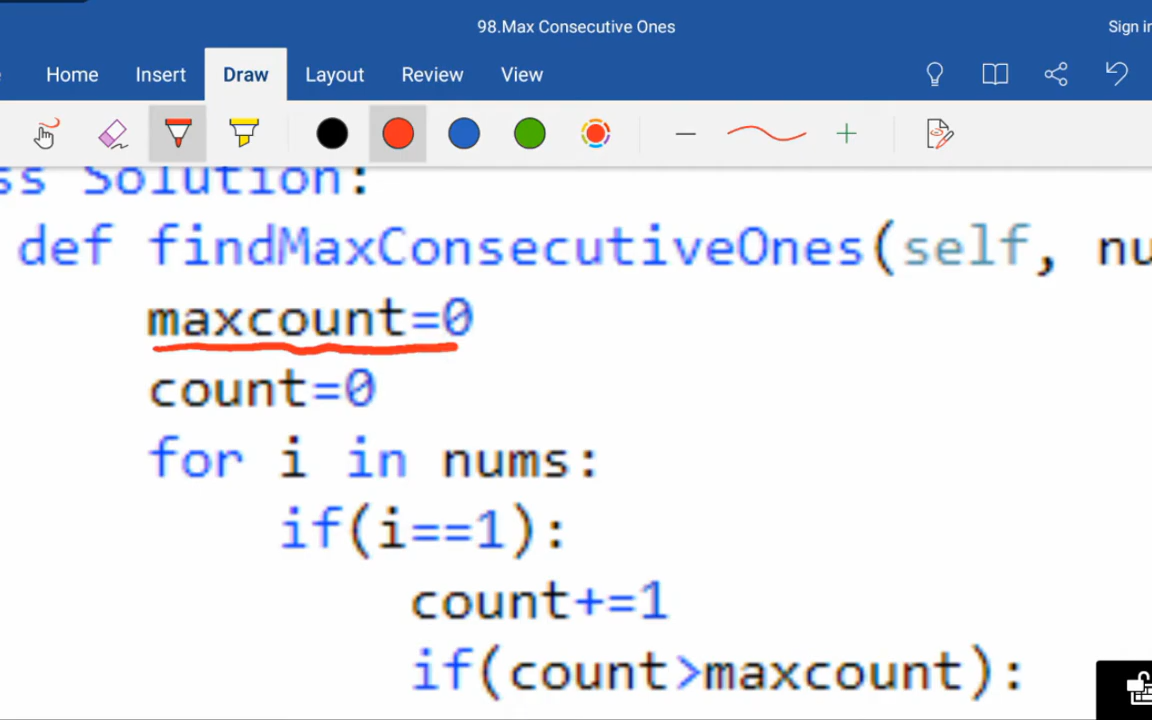 98.Max Consecutive Ones
Sign in
Home Insert Draw Layout Review View
ss Solution:
def findMaxConsecutiveOnes(self, nu
maxcount=0
count=0
for i in nums:
if(i==1):
count+=1
if(count>maxcount):